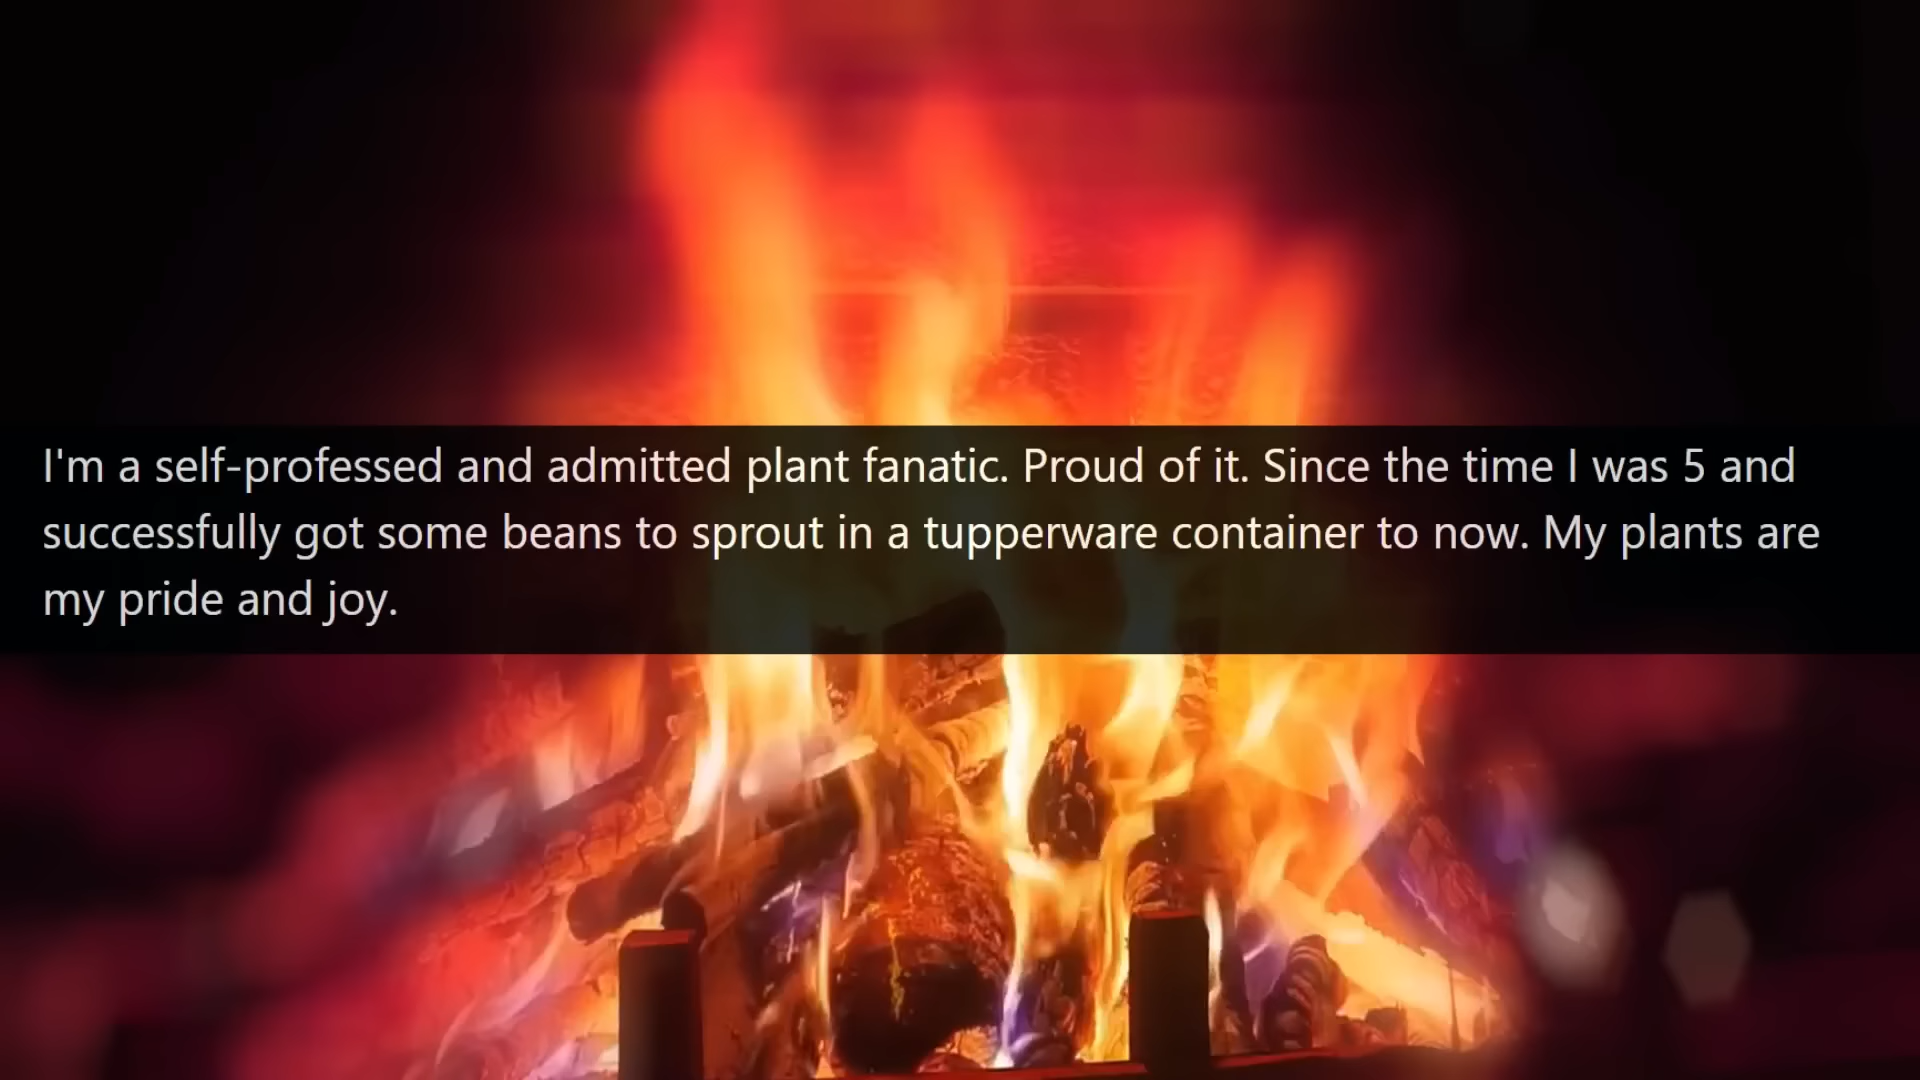 I'm a self-professed and admitted plant fanatic. Proud of it. Since the time I was 5 and
successfully got some beans to sprout in a tupperware container to now. My plants are
my pride and joy.